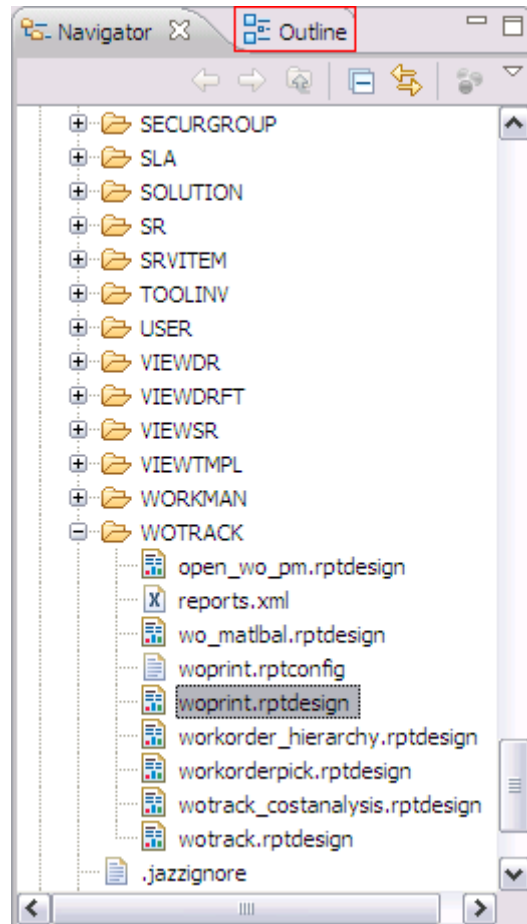 Navigator Outline
SECURGROUP
SLA
SOLUTION
SR
SRVITEM
TOOLINV
USER
VIEWDR
VIEWDRFT
VIEWSR
VIEWTMPL
WORKMAN
WOTRACK
open_wo_pm.rptdesign
reports.xml
wo_matlbal.rptdesign
woprint.rptconfig
woprint.rptdesign
workorder_hierarchy.rptdesign
workorderpick.rptdesign
wotrack_costanalysis.rptdesign
wotrack.rptdesign
.jazzignore